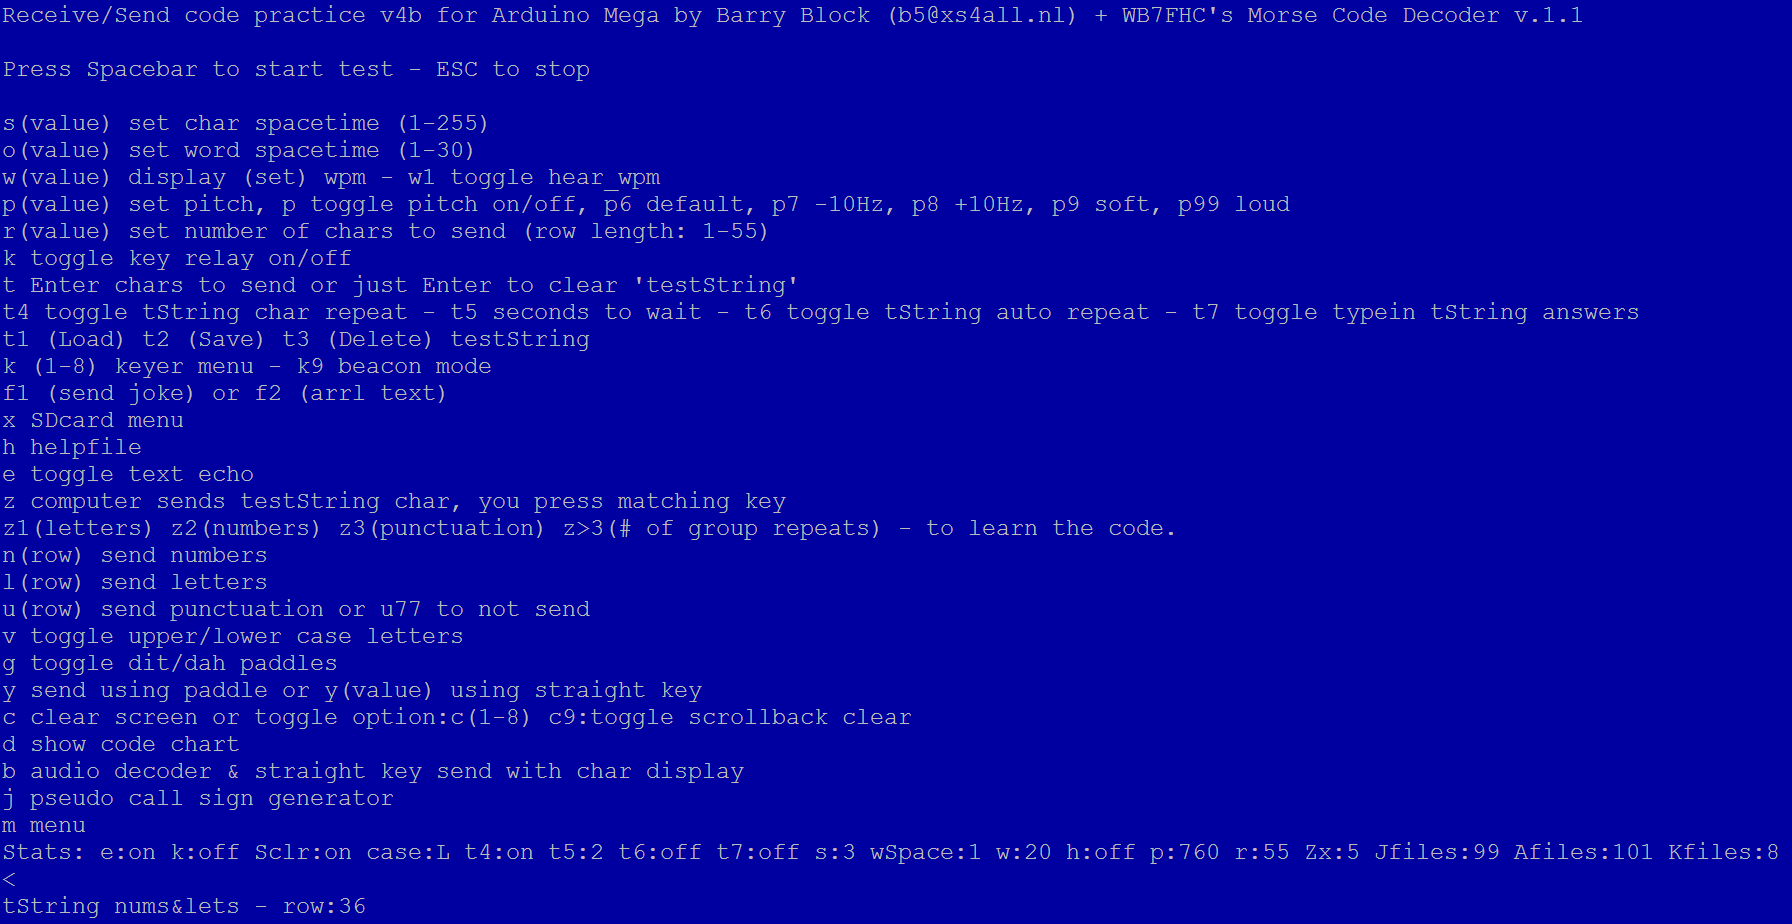 Receive/Send code practice v4b for Arduino Mega by Barry Block (b5@xs4all.nl) + WB7FHC's Morse Code Decoder v.1.1
Press Spacebar to start test - ESC to stop
s(value) set char spacetime (1-255)
o(value) set word spacetime (1-30)
w(value) display (set) wpm - w1 toggle hear_wpm
p(value) set pitch, p toggle pitch on/off, p6 default, p7 -10Hz, p8 +10Hz, p9 soft, p99 loud
r(value) set number of chars to send (row length: 1-55)
k toggle key relay on/off
t Enter chars to send or just Enter to clear 'testString'
t4 toggle tString char repeat - t5 seconds to wait - t6 toggle tString auto repeat - t7 toggle typein tString answers
t1 (Load) t2 (Save) t3 (Delete) testString
k (1-8) keyer menu - k9 beacon mode
f1 (send joke) or f2 (arrl text)
x SDcard menu
h helpfile
e toggle text echo
z computer sends testString char, you press matching key
z1(letters) z2(numbers) z3(punctuation) z>3(# of group repeats) - to learn the code.
n(row) send numbers
l(row) send letters
u(row) send punctuation or u77 to not send
v toggle upper/lower case letters
g toggle dit/dah paddles
y send using paddle or y(value) using straight key
c clear screen or toggle option:c(1-8) c9:toggle scrollback clear
d show code chart
b audio decoder & straight key send with char display
j pseudo call sign generator
m menu
Stats: e:on k:off Sclr:on case:L t4:on t5:2 t6:off t7:off s:3 wSpace:1 w:20 h:off p:760 r:55 Zx:5 Jfiles:99 Afiles:101 Kfiles:8
<
tString nums&lets - row:36